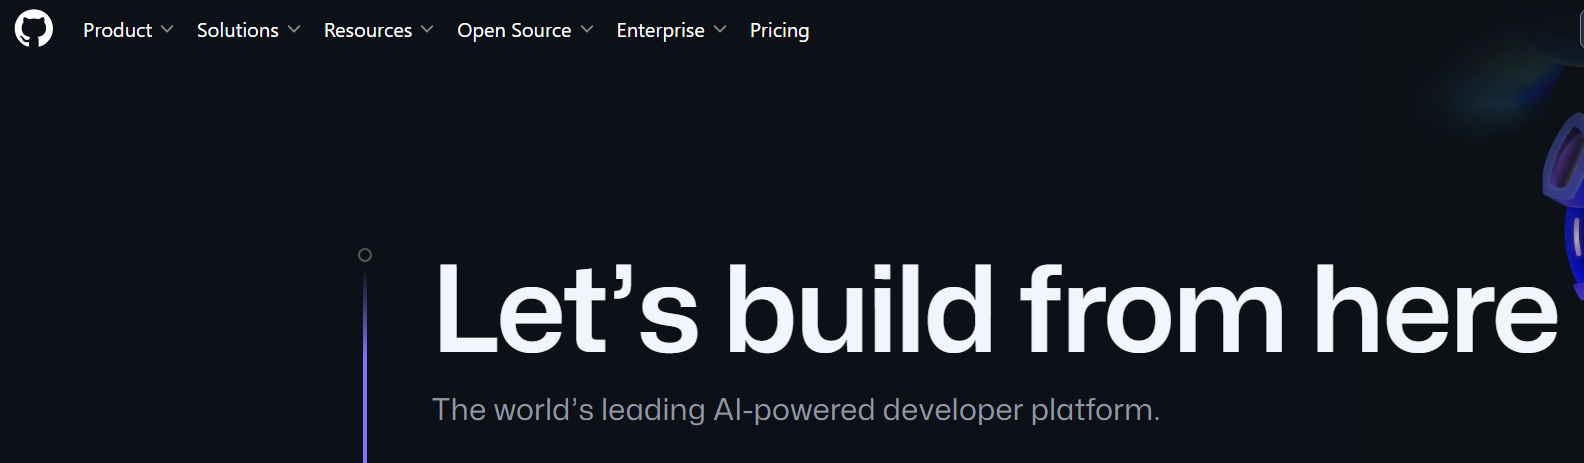 Product Solutions Resources Open Source Enterprise Pricing
Let’s build from here
The world’s leading AI-powered developer platform.